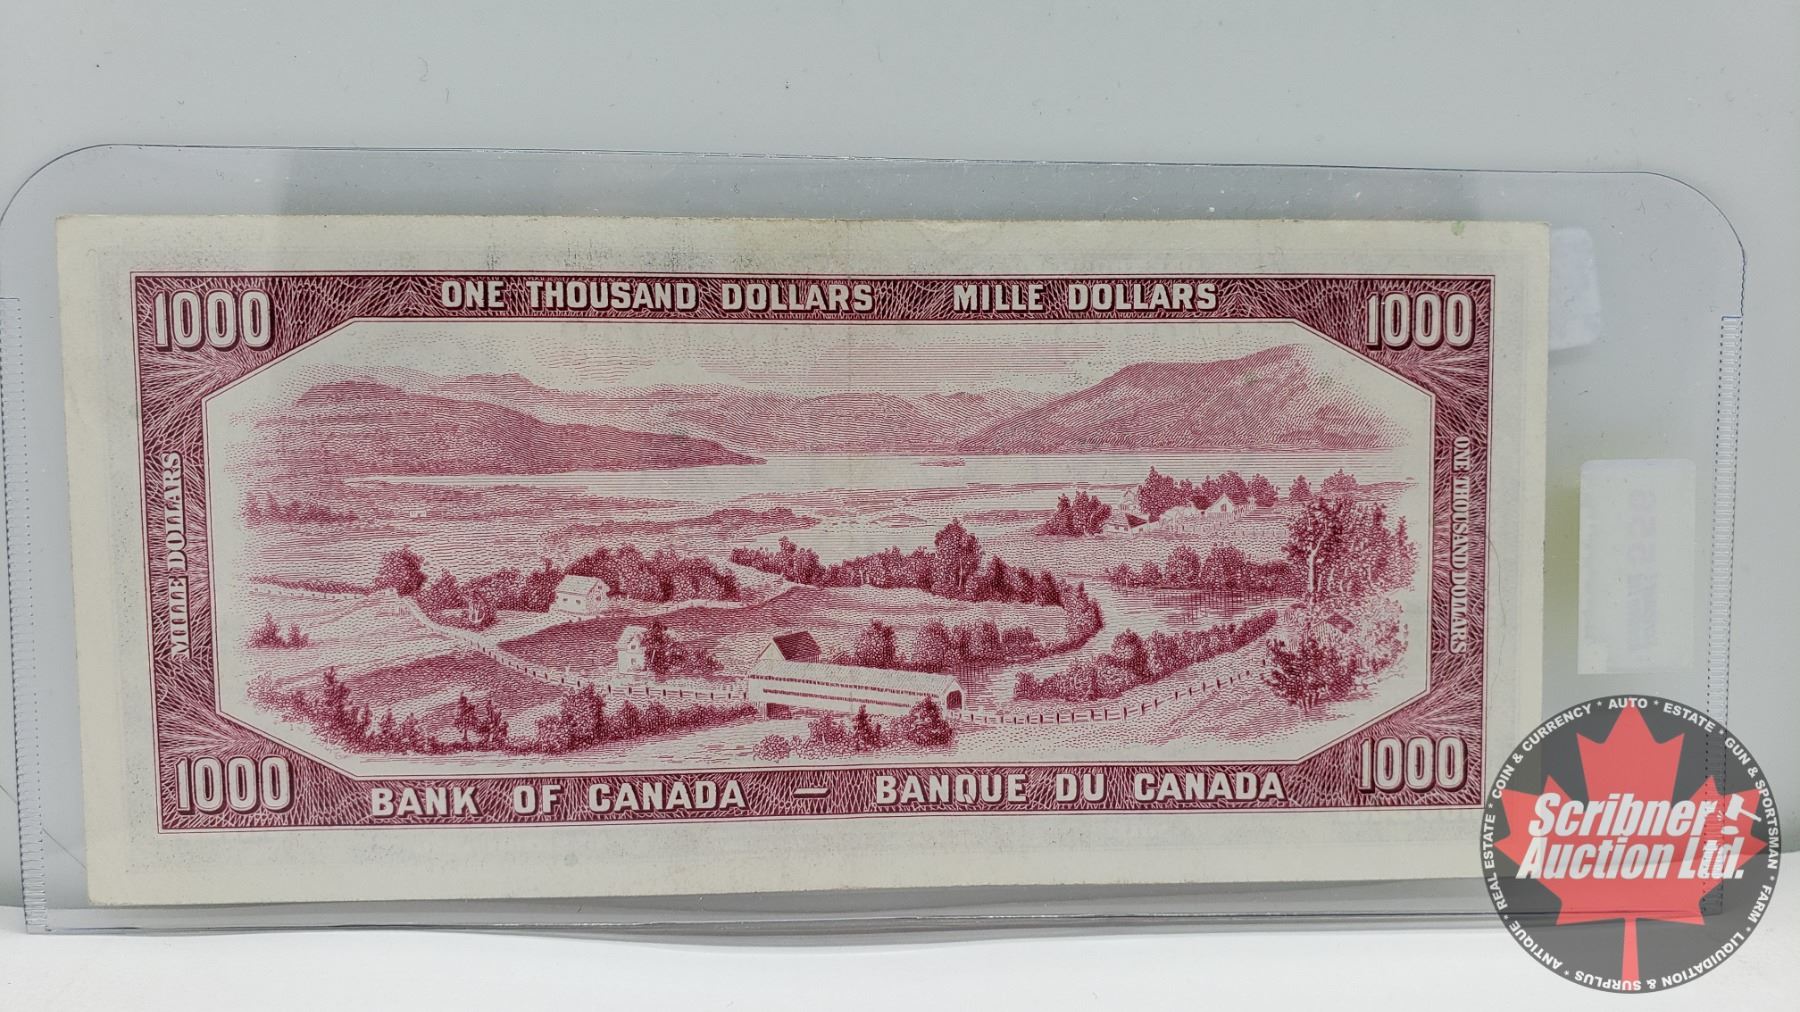 1000
ONE THOUSAND DOLLARS MILLE DOLLARS
1000
MILLE DOLLARS
ONE THOUSAND DOLLARS
1000
BANK OF CANADA — BANQUE DU CANADA
1000
Scribner
Auction Ltd.
REAL ESTATE * COIN & CURRENCY * AUTO * ESTATE * GUN & SPORTSMAN * FARM * LIQUIDATION & SURPLUS * ANTIQUE *